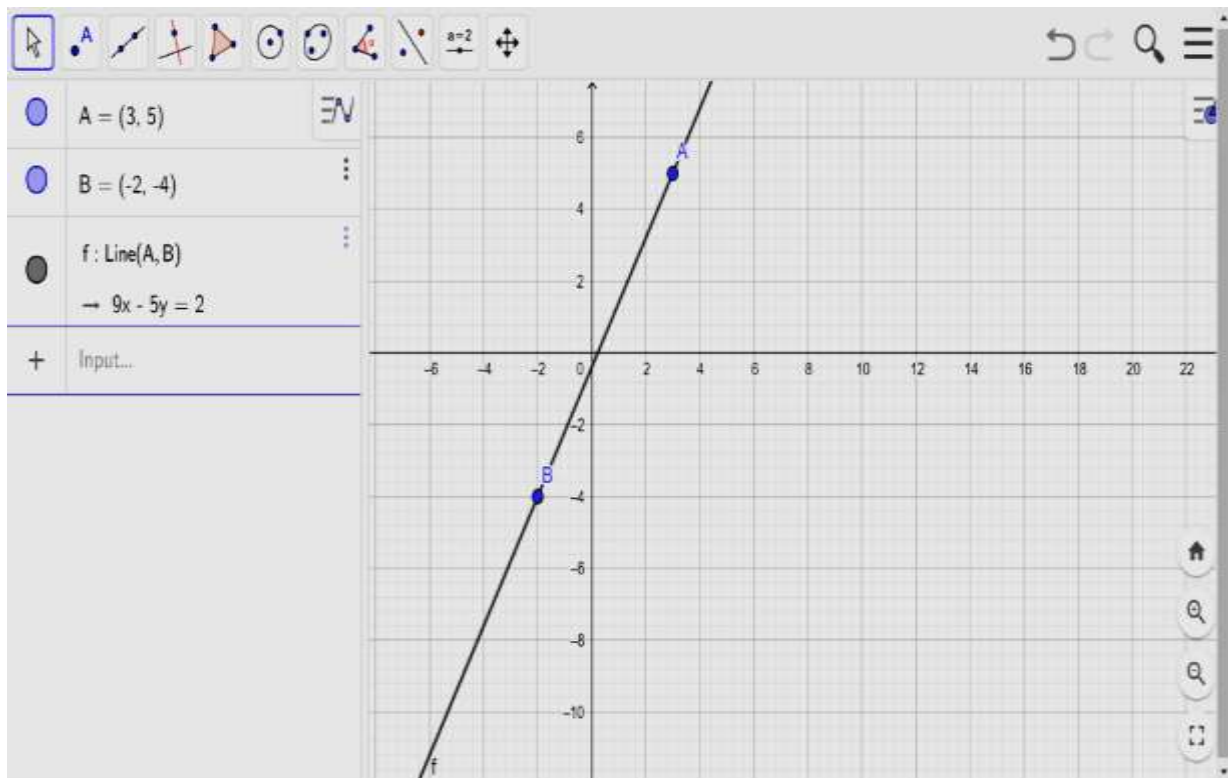 A
a=2
A = (3, 5)
B = (-2, -4)
f : Line(A, B)
→ 9x - 5y = 2
+ Input...
6
A
4
2
-6 -4 -2 0 2 4 6 8 10 12 14 16 18 20 22
-2
B
-4
-6
-8
-10
f